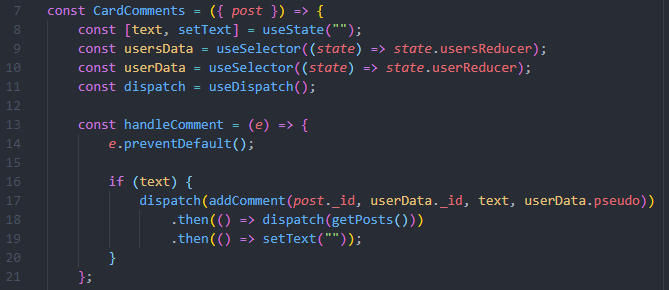 7 const CardComments = ({ post }) => {
8 const [text, setText] = useState("");
9 const usersData = useSelector((state) => state.usersReducer);
10 const userData = useSelector((state) => state.userReducer);
11 const dispatch = useDispatch();
12
13 const handleComment = (e) => {
14 e.preventDefault();
15
16 if (text) {
17 dispatch(addComment(post._id, userData._id, text, userData.pseudo))
18 .then(() => dispatch(getPosts()))
19 .then(() => setText(""));
20 }
21 };